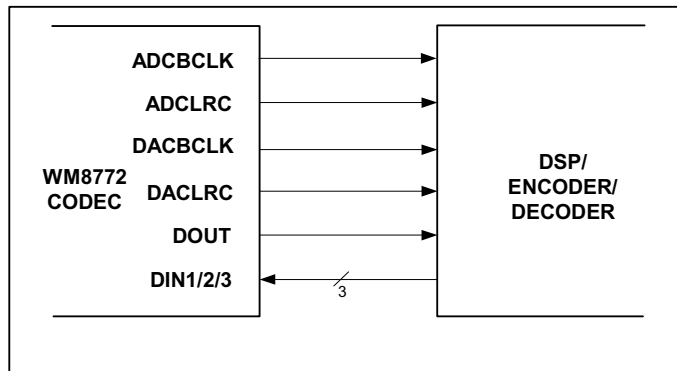 ADCBCLK
ADCLRC
DACBCLK
WM8772
CODEC
DACLRC
DOUT
DIN1/2/3
3
DSP/
ENCODER/
DECODER